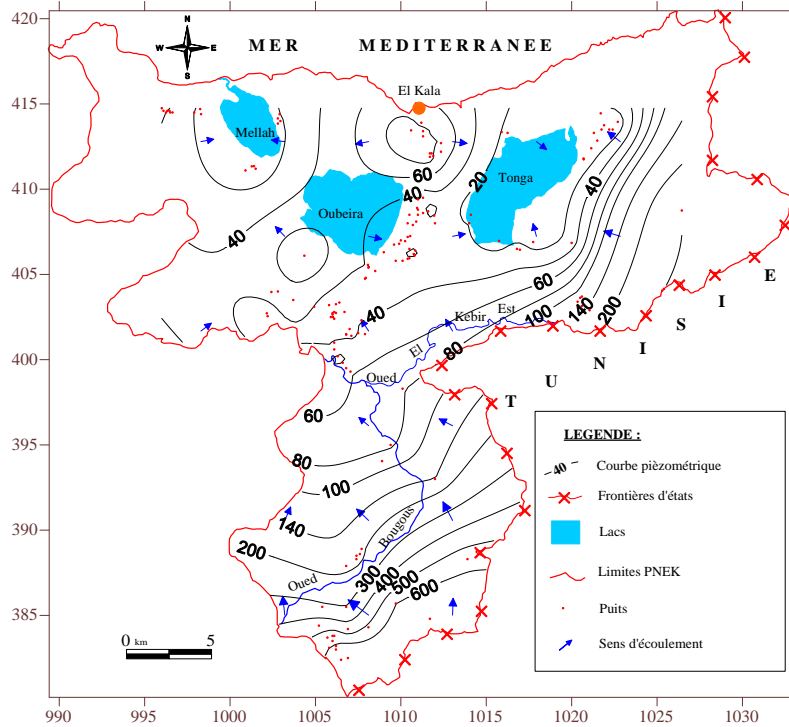 420
415
410
405
400
395
390
385
990
995
1000
1005
1010
1015
1020
1025
1030
N
W E
S
MER MEDITERRANEE
El Kala
Mellah
Oubeira
Tonga
60
20
40
40
40
40
60
60
80
100
140
200
Oued El Kebir Est
TUNISIE
60
80
100
140
200
300
400
500
600
Oued Bougous
0 km 5
LEGENDE :
40 Courbe pièzométrique
Frontières d'états
Lacs
Limites PNEK
Puits
Sens d'écoulement